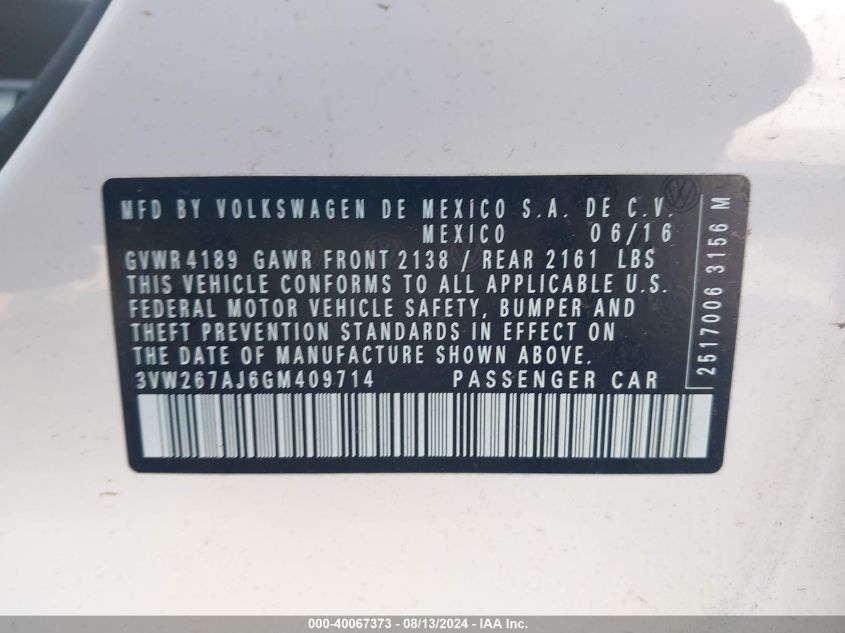 MFD BY VOLKSWAGEN DE MEXICO S.A. DE C.V.
MEXICO 06/16
GVWR 4189 GAWR FRONT 2138 / REAR 2161 LBS
THIS VEHICLE CONFORMS TO ALL APPLICABLE U.S.
FEDERAL MOTOR VEHICLE SAFETY, BUMPER AND
THEFT PREVENTION STANDARDS IN EFFECT ON
THE DATE OF MANUFACTURE SHOWN ABOVE.
3VW267AJ6GM409714 PASSENGER CAR
2517006 3156 M
000-40067373 - 08/13/2024 - IAA Inc.